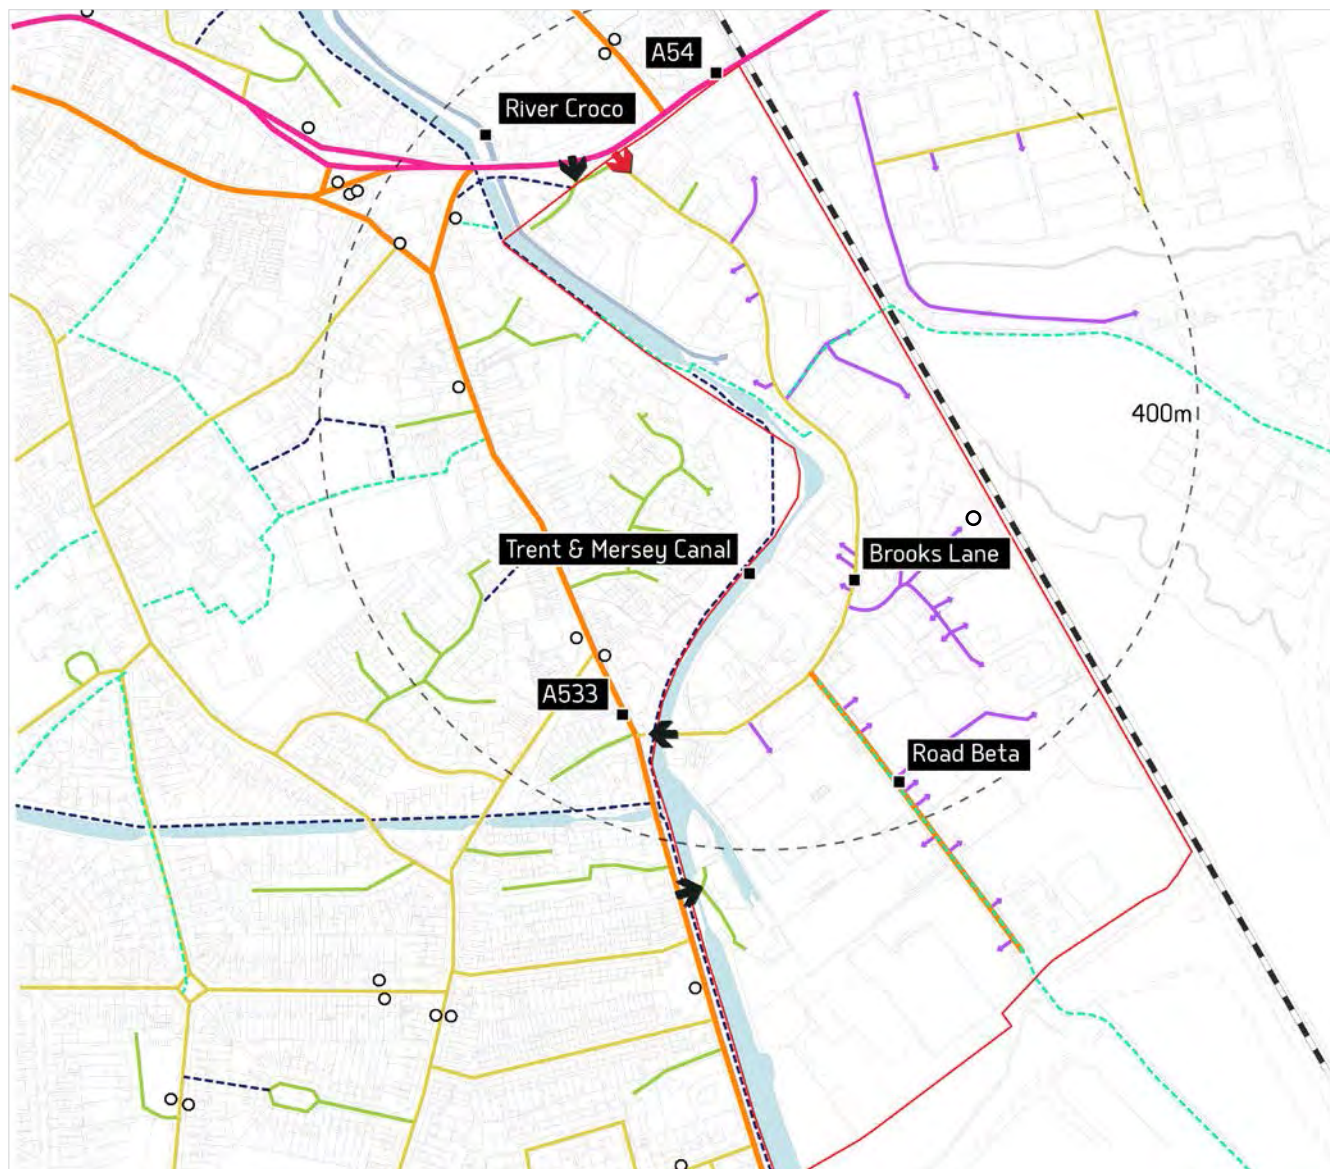 A54
River Croco
400m
Trent & Mersey Canal
Brooks Lane
A533
Road Beta